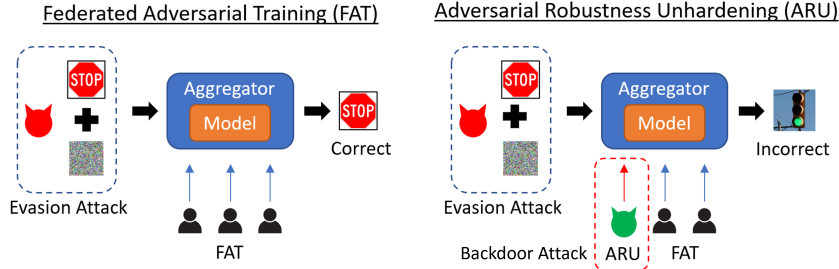 Federated Adversarial Training (FAT)
STOP
Evasion Attack
Aggregator
Model
STOP
Correct
FAT
Adversarial Robustness Unhardening (ARU)
STOP
Evasion Attack
Aggregator
Model
Incorrect
Backdoor Attack
ARU
FAT